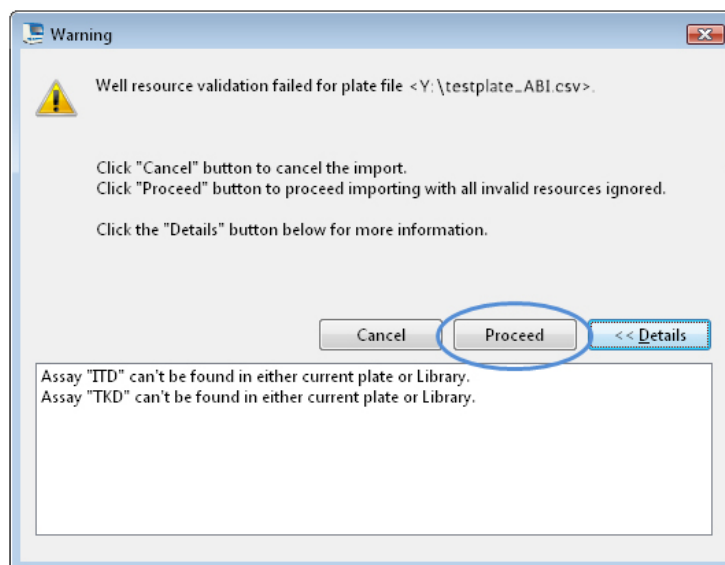 Warning
Well resource validation failed for plate file <Y:\testplate_ABI.csv>.
Click "Cancel" button to cancel the import.
Click "Proceed" button to proceed importing with all invalid resources ignored.
Click the "Details" button below for more information.
Cancel Proceed << Details
Assay "ITD" can't be found in either current plate or Library.
Assay "TKD" can't be found in either current plate or Library.